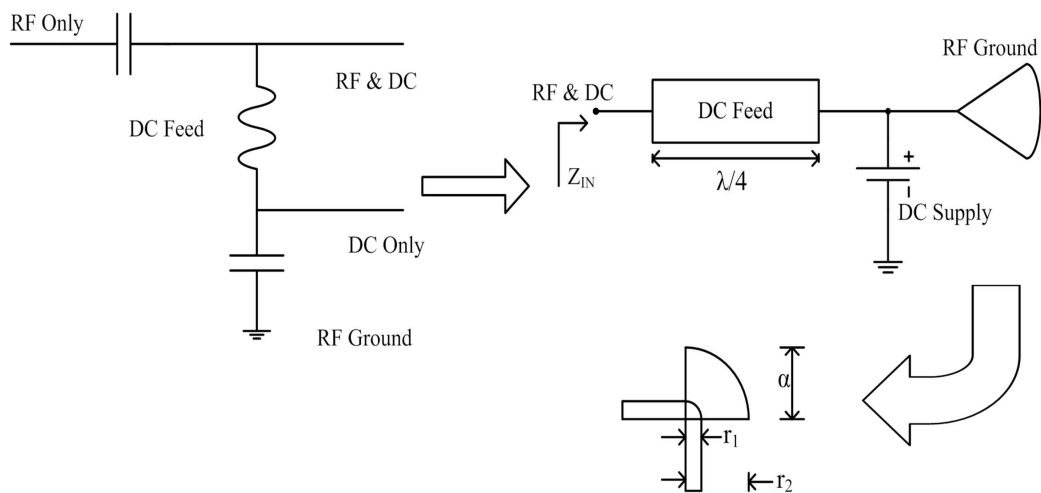 RF Only
RF & DC
DC Feed
DC Only
RF Ground
RF Ground
RF & DC
DC Feed
Z_IN
λ/4
+
DC Supply
α
r₁
r₂